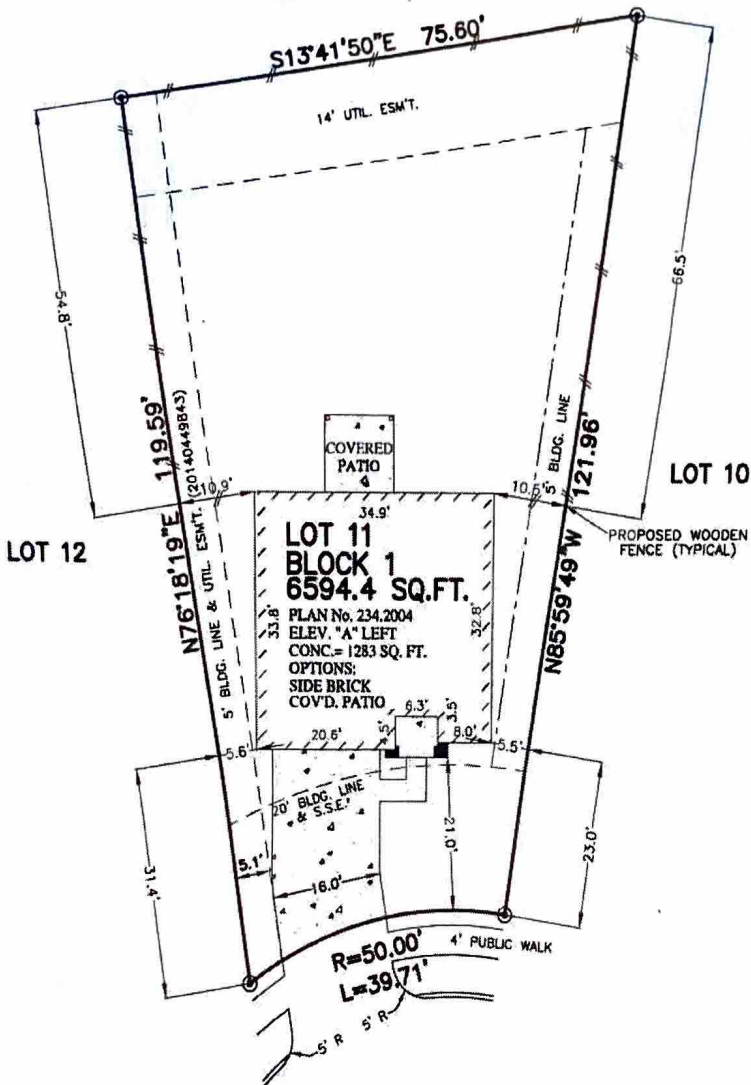 S13°41'50"E 75.60'
14' UTIL. ESM'T.
54.8'
66.5'
N76°18'19"E 119.59'
5' BLDG. LINE & UTIL. ESM'T. (20140449843)
5' BLDG. LINE
N85°59'49"W 121.96'
COVERED
PATIO
10.9'
34.9'
LOT 10
LOT 12
PROPOSED WOODEN
FENCE (TYPICAL)
LOT 11
BLOCK 1
6594.4 SQ.FT.
PLAN No. 234.2004
ELEV. "A" LEFT
CONC.= 1283 SQ. FT.
OPTIONS:
SIDE BRICK
COV'D. PATIO
33.8'
32.8'
6.3'
3.5'
20.6'
8.0'
5.6'
5.5'
20' BLDG. LINE
& S.S.E.
31.4'
5.1'
16.0'
21.0'
23.0'
R=50.00'
L=39.71'
4' PUBLIC WALK
5' R
5' R